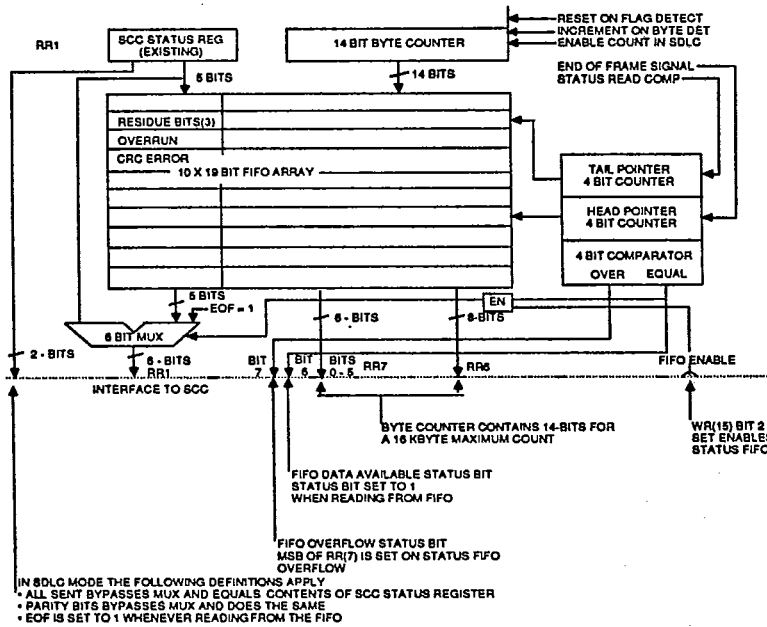 RESET ON FLAG DETECT
INCREMENT ON BYTE DET
ENABLE COUNT IN SDLC
RR1
SCC STATUS REG
(EXISTING)
14 BIT BYTE COUNTER
5 BITS
14 BITS
END OF FRAME SIGNAL
STATUS READ COMP
RESIDUE BITS(3)
OVERRUN
CRC ERROR
10 X 19 BIT FIFO ARRAY
TAIL POINTER
4 BIT COUNTER
HEAD POINTER
4 BIT COUNTER
4 BIT COMPARATOR
OVER EQUAL
5 BITS
EOF = 1
6 - BITS
8-BITS
EN
6 BIT MUX
2 - BITS
6 - BITS
RR1
BIT
7
BIT
6
BITS
0 - 5
RR7
RR6
FIFO ENABLE
INTERFACE TO SCC
BYTE COUNTER CONTAINS 14-BITS FOR
A 16 KBYTE MAXIMUM COUNT
WR(15) BIT 2
SET ENABLES
STATUS FIFO
FIFO DATA AVAILABLE STATUS BIT
STATUS BIT SET TO 1
WHEN READING FROM FIFO
FIFO OVERFLOW STATUS BIT
MSB OF RR(7) IS SET ON STATUS FIFO
OVERFLOW
IN SDLC MODE THE FOLLOWING DEFINITIONS APPLY
• ALL SENT BYPASSES MUX AND EQUALS CONTENTS OF SCC STATUS REGISTER
• PARITY BITS BYPASSES MUX AND DOES THE SAME
• EOF IS SET TO 1 WHENEVER READING FROM THE FIFO